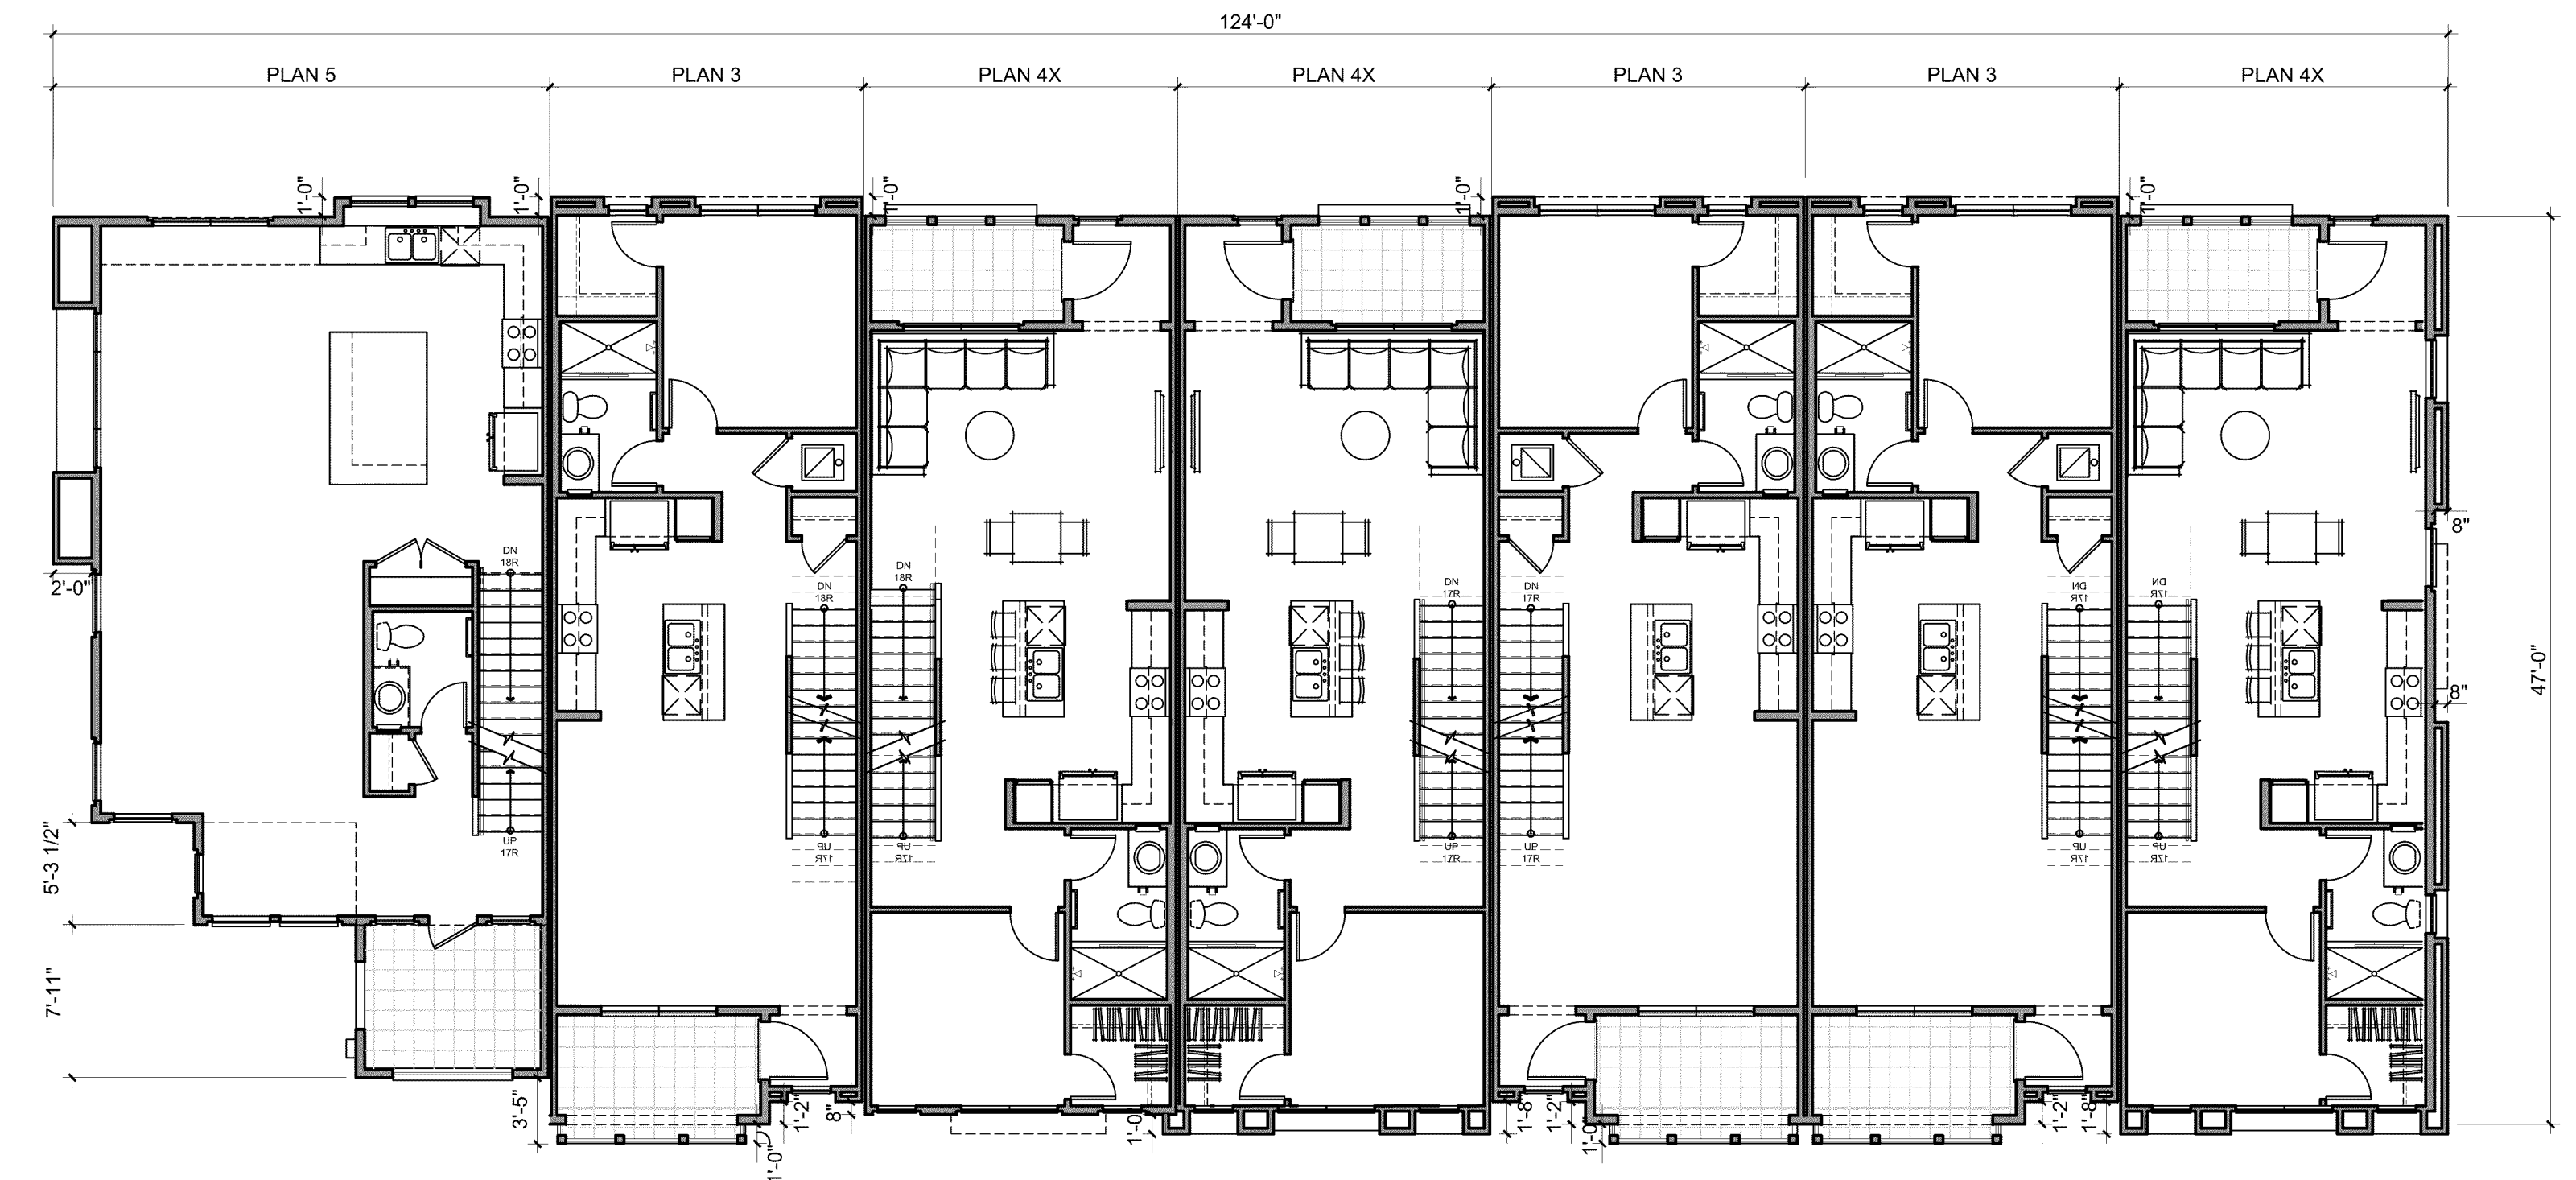 124'-0"
PLAN 5 PLAN 3 PLAN 4X PLAN 4X PLAN 3 PLAN 3 PLAN 4X
1'-0" 1'-0" 1'-0" 1'-0" 1'-0"
8"
DN
18R
DN
18R
DN
18R
DN
17R
DN
17R
DN
17R
DN
17R
2'-0"
8"
47'-0"
UP
17R
UP
17R
UP
17R
UP
17R
UP
17R
UP
17R
UP
17R
5'-3 1/2"
7'-11"
3'-5"
1'-0"
1'-2"
8"
1'-0"
1'-8"
1'-2"
1'-0"
1'-2"
1'-8"